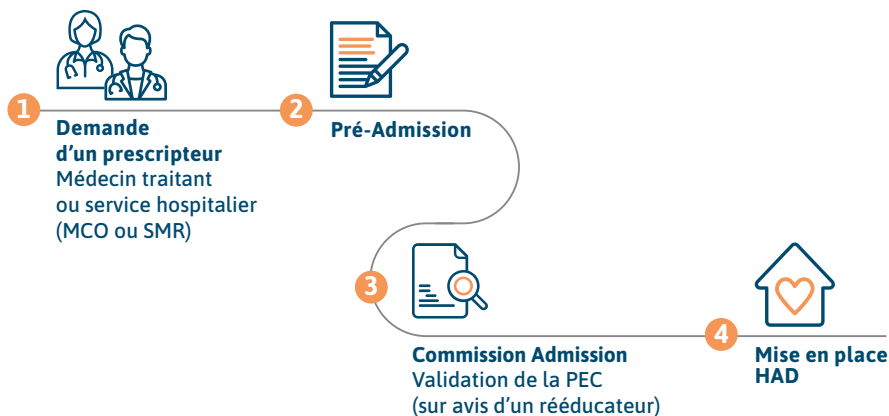 1
Demande
d'un prescripteur
Médecin traitant
ou service hospitalier
(MCO ou SMR)
2
Pré-Admission
3
Commission Admission
Validation de la PEC
(sur avis d'un rééducateur)
4
Mise en place
HAD